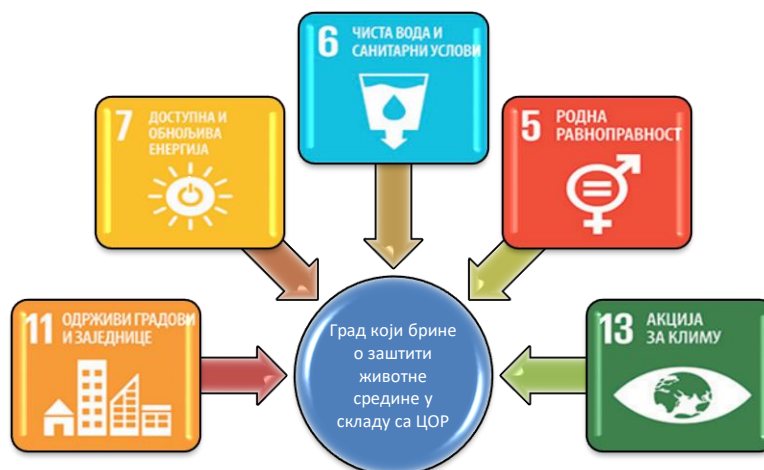 6 ЧИСТА ВОДА И
САНИТАРНИ УСЛОВИ
7 ДОСТУПНА И
ОБНОЉИВА
ЕНЕРГИЈА
5 РОДНА
РАВНОПРАВНОСТ
11 ОДРЖИВИ ГРАДОВИ
И ЗАЈЕДНИЦЕ
Град који брине
о заштити
животне
средине у
складу са ЦОР
13 АКЦИЈА
ЗА КЛИМУ